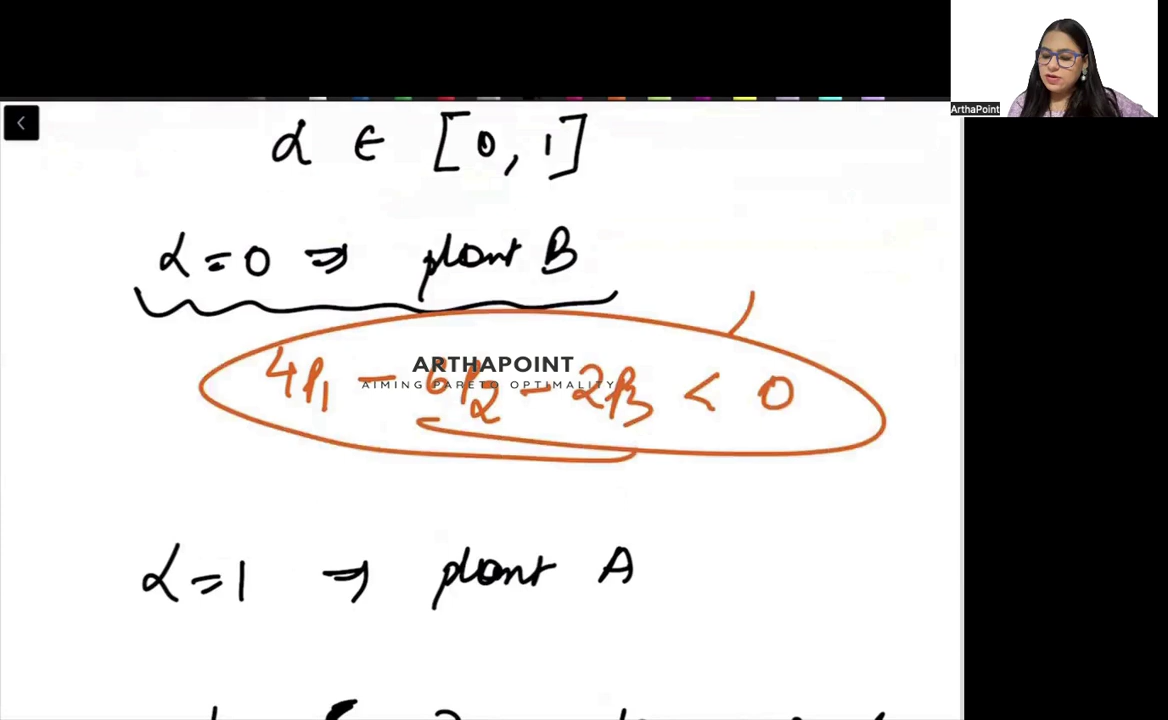 α ∈ [0, 1]
α = 0 ⇒ plant B
4p₁ - 6p₂ - 2p₃ < 0
ARTHAPOINT
AIMING PARETO OPTIMALITY
α = 1 ⇒ plant A
ArthaPoint